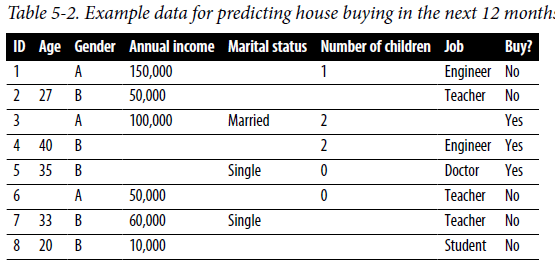 Table 5-2. Example data for predicting house buying in the next 12 months
ID Age Gender Annual income Marital status Number of children Job Buy?
1 A 150,000 1 Engineer No
2 27 B 50,000 Teacher No
3 A 100,000 Married 2 Yes
4 40 B 2 Engineer Yes
5 35 B Single 0 Doctor Yes
6 A 50,000 0 Teacher No
7 33 B 60,000 Single Teacher No
8 20 B 10,000 Student No